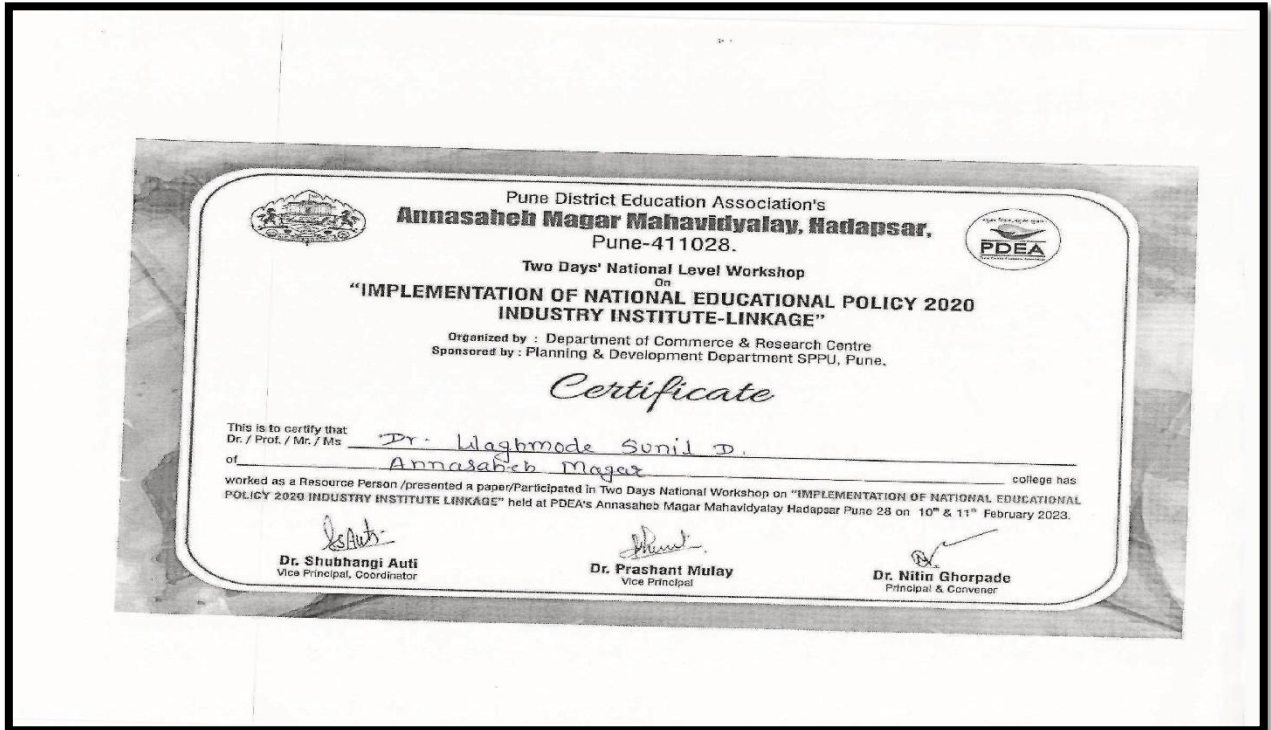 Pune District Education Association's
Annasaheb Magar Mahavidyalay, Hadapsar,
Pune-411028.
PDEA
Two Days' National Level Workshop
On
"IMPLEMENTATION OF NATIONAL EDUCATIONAL POLICY 2020
INDUSTRY INSTITUTE-LINKAGE"
Organized by : Department of Commerce & Research Centre
Sponsored by : Planning & Development Department SPPU, Pune.
Certificate
This is to certify that
Dr. / Prof. / Mr. / Ms Dr. Waghmode Sunil D.
of Annasaheb Magar college has
worked as a Resource Person /presented a paper/Participated in Two Days National Workshop on "IMPLEMENTATION OF NATIONAL EDUCATIONAL
POLICY 2020 INDUSTRY INSTITUTE LINKAGE" held at PDEA's Annasaheb Magar Mahavidyalay Hadapsar Pune 28 on 10th & 11th February 2023.
Dr. Shubhangi Auti
Vice Principal, Coordinator
Dr. Prashant Mulay
Vice Principal
Dr. Nitin Ghorpade
Principal & Convener